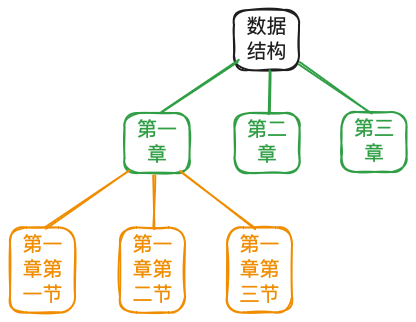 数据
结构
第一
章
第二
章
第三
章
第一
章第
一节
第一
章第
二节
第一
章第
三节